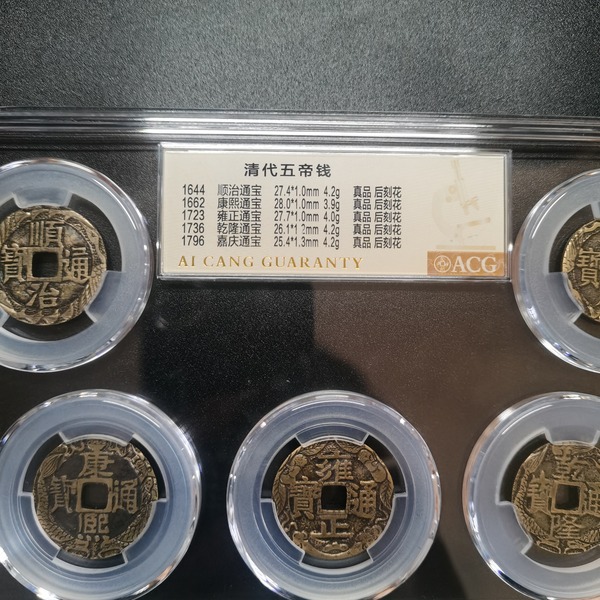 清代五帝钱
1644 顺治通宝 27.4*1.0mm 4.2g 真品 后刻花
1662 康熙通宝 28.0*1.0mm 3.9g 真品 后刻花
1723 雍正通宝 27.7*1.0mm 4.0g 真品 后刻花
1736 乾隆通宝 26.1*1.2mm 4.2g 真品 后刻花
1796 嘉庆通宝 25.4*1.3mm 4.2g 真品 后刻花
AI CANG GUARANTY
ACG
順治通寶
寶
康熙通寶
雍正通寶
乾隆通寶